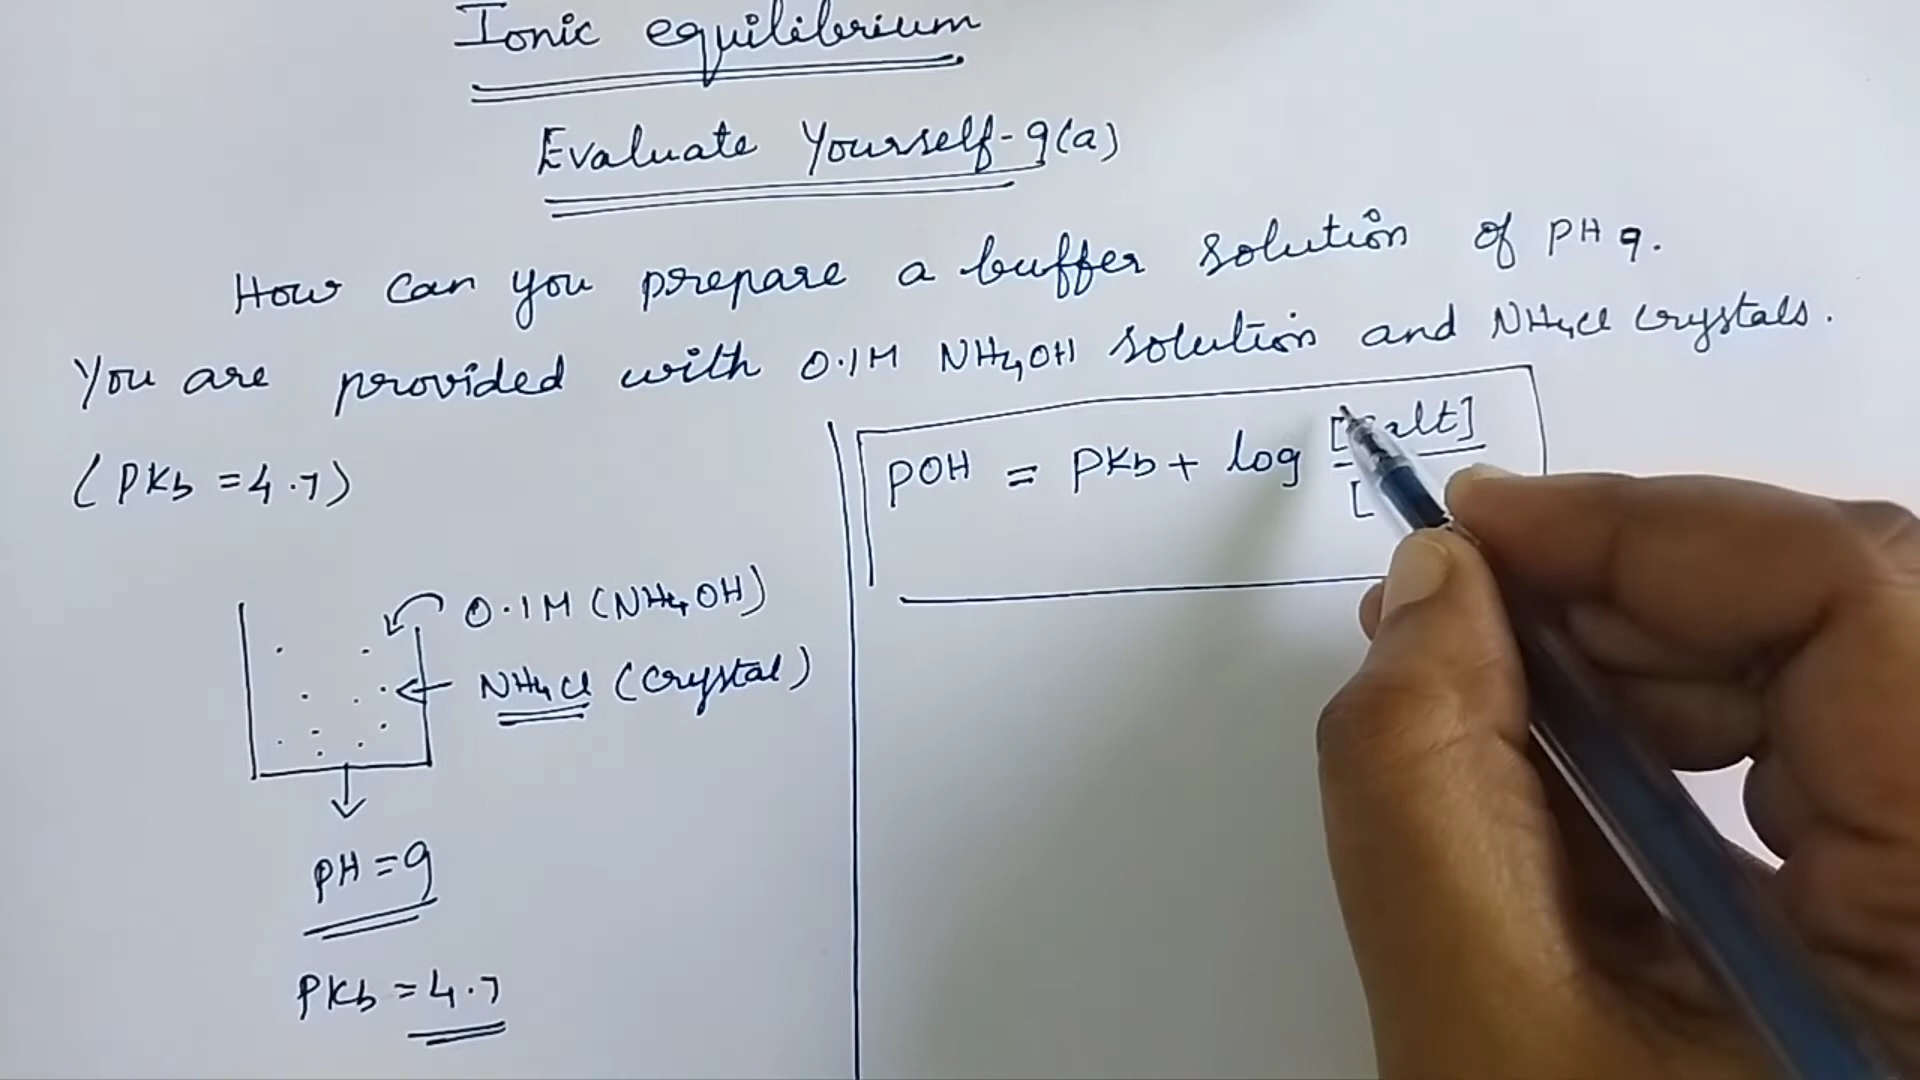 Ionic equilibrium
Evaluate Yourself-9(a)
How can you prepare a buffer solution of PH 9.
You are provided with 0.1M NH4OH solution and NH4Cl Crystals.
(PKb = 4.7)
0.1M (NH4OH)
NH4Cl (Crystal)
PH = 9
PKb = 4.7
POH = PKb + log [Salt]
[